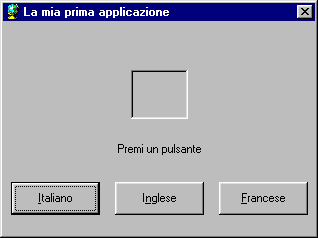 La mia prima applicazione
Premi un pulsante
Italiano
Inglese
Francese